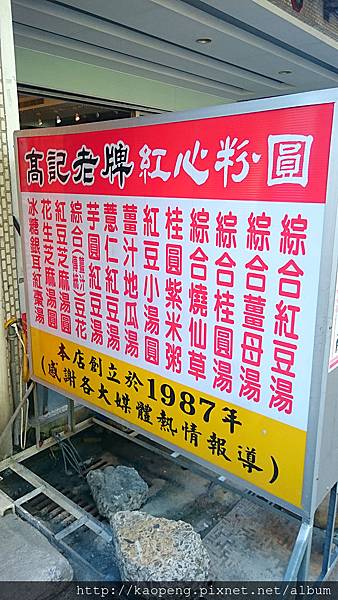 高記老牌紅心粉圓
綜合紅豆湯
綜合薑母湯
綜合桂圓湯
綜合燒仙草
桂圓紫米粥
紅豆小湯圓
薑汁地瓜湯
薏仁紅豆湯
芋圓紅豆湯
綜合薑汁傳統豆花
紅豆芝麻湯圓
花生芝麻湯圓
冰糖銀耳紅棗湯
本店創立於1987年
(感謝各大媒體熱情報導)
http://kaopeng.pixnet.net/album